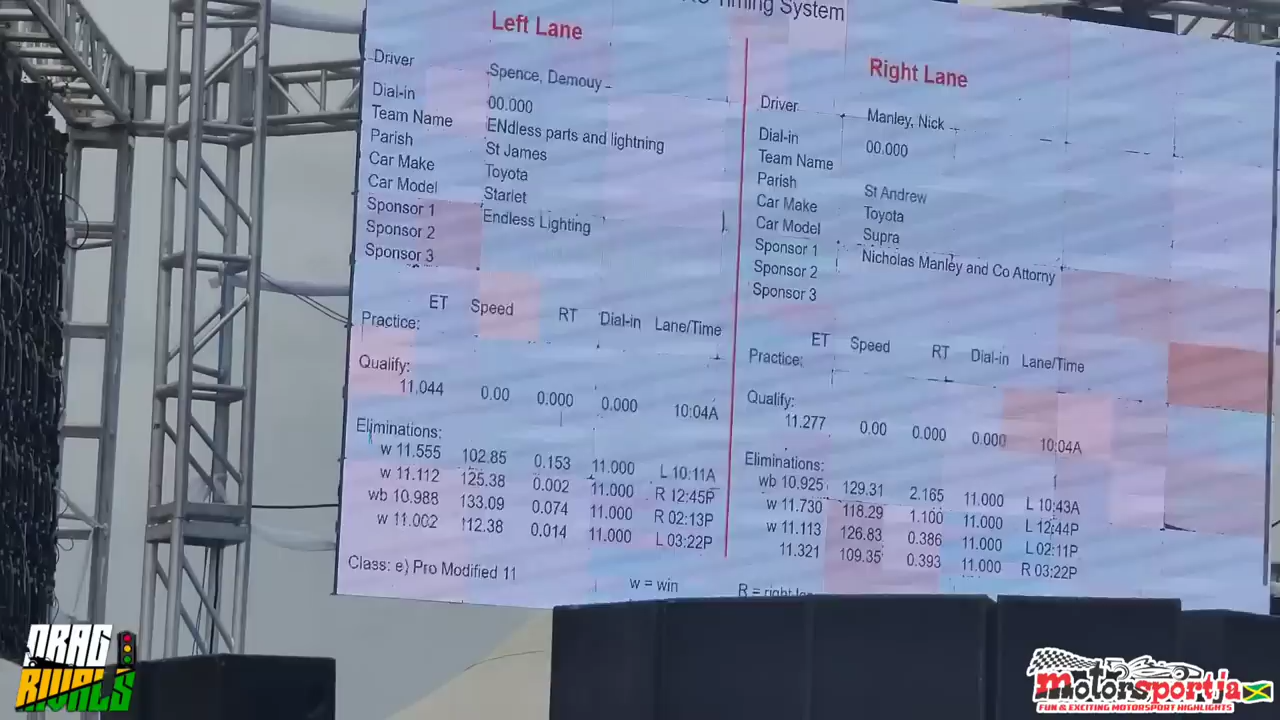 Timing System
Left Lane
Driver Spence, Demouy
Dial-in 00.000
Team Name ENdless parts and lightning
Parish St James
Car Make Toyota
Car Model Starlet
Sponsor 1 Endless Lighting
Sponsor 2
Sponsor 3
ET Speed RT Dial-in Lane/Time
Practice:
Qualify:
11.044 0.00 0.000 0.000 10:04A
Eliminations:
w 11.555 102.85 0.153 11.000 L 10:11A
w 11.112 125.38 0.002 11.000 R 12:45P
wb 10.988 133.09 0.074 11.000 R 02:13P
w 11.002 112.38 0.014 11.000 L 03:22P
Class: e) Pro Modified 11
w = win
Right Lane
Driver Manley, Nick
Dial-in 00.000
Team Name
Parish St Andrew
Car Make Toyota
Car Model Supra
Sponsor 1 Nicholas Manley and Co Attorny
Sponsor 2
Sponsor 3
ET Speed RT Dial-in Lane/Time
Practice:
Qualify:
11.277 0.00 0.000 0.000 10:04A
Eliminations:
wb 10.925 129.31 2.165 11.000 L 10:43A
w 11.730 118.29 1.100 11.000 L 12:44P
w 11.113 126.83 0.386 11.000 L 02:11P
11.321 109.35 0.393 11.000 R 03:22P
R = right
DRAG
RIVALS
motorsportja
FUN & EXCITING MOTORSPORT HIGHLIGHTS